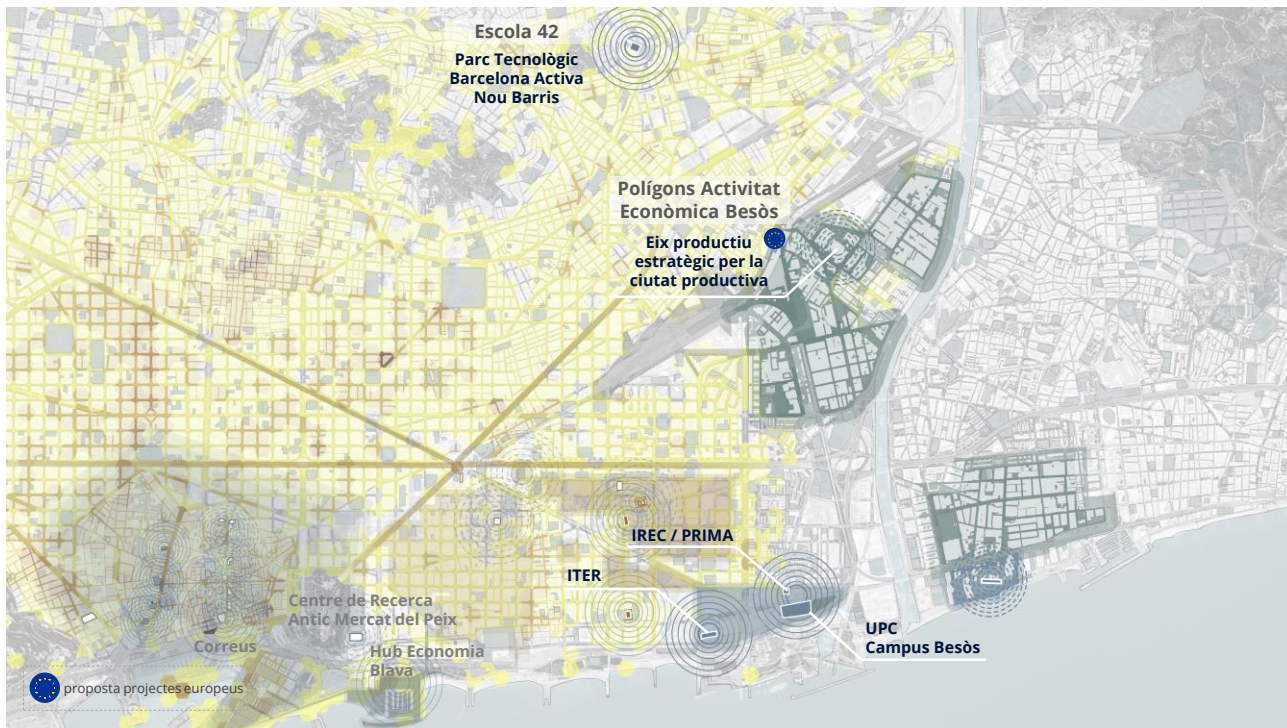 Escola 42
Parc Tecnològic
Barcelona Activa
Nou Barris
Polígons Activitat
Econòmica Besòs
Eix productiu
estratègic per la
ciutat productiva
IREC / PRIMA
ITER
Centre de Recerca
Antic Mercat del Peix
Correus
Hub Economia
Blava
UPC
Campus Besòs
proposta projectes europeus